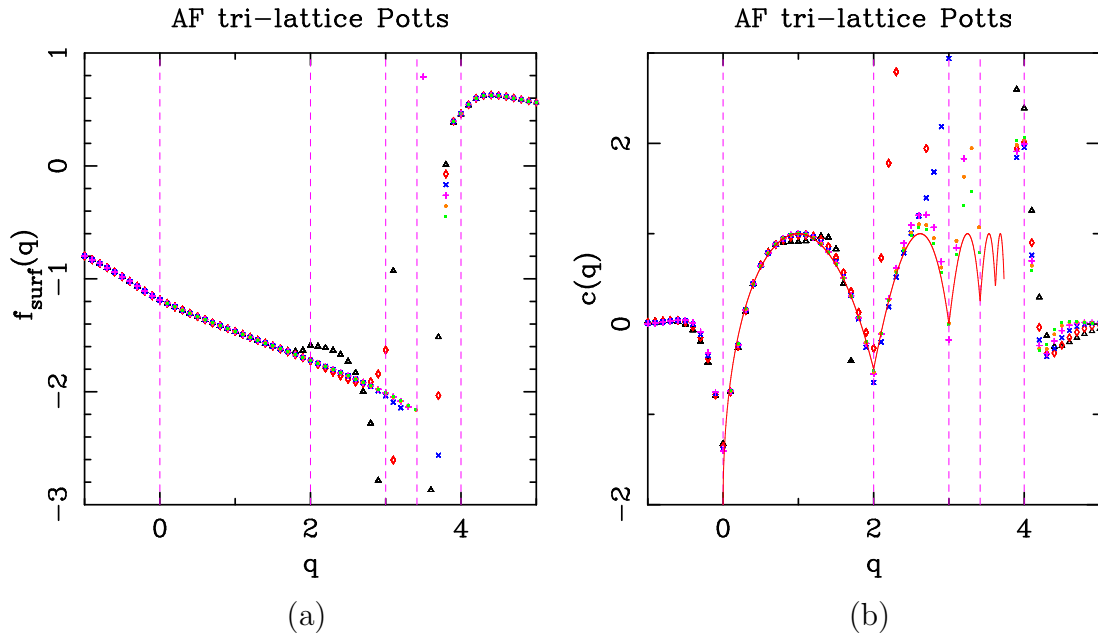 AF tri-lattice Potts
f_surf(q)
1
0
−1
−2
−3
0
2
4
q
(a)
AF tri-lattice Potts
c(q)
2
0
−2
0
2
4
q
(b)